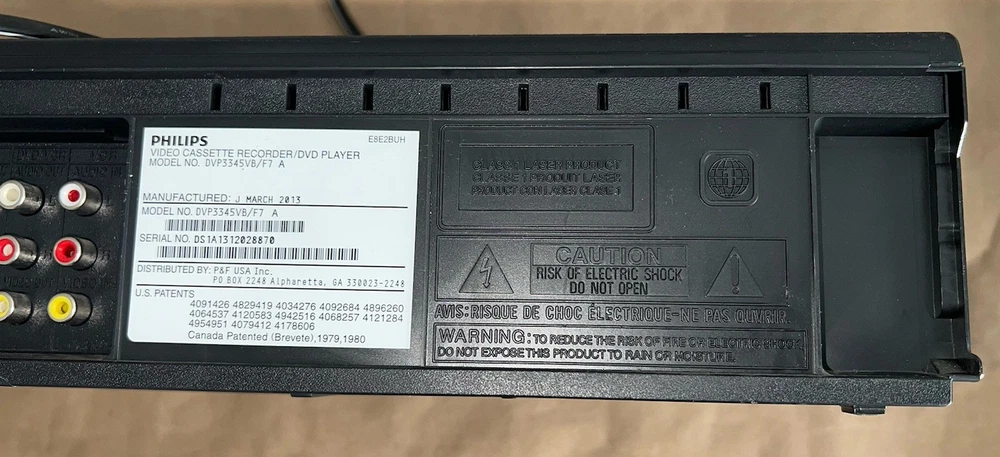 PHILIPS
E8E2BUH
VIDEO CASSETTE RECORDER/DVD PLAYER
MODEL NO. DVP3345VB/F7 A
MANUFACTURED: J MARCH 2013
MODEL NO. DVP3345VB/F7 A
SERIAL NO. DS1A1312028870
DISTRIBUTED BY: P&F USA Inc.
PO BOX 2248 Alpharetta, GA 330023-2248
U.S. PATENTS
4091426 4829419 4034276 4092684 4896260
4064537 4120583 4942516 4068257 4121284
4954951 4079412 4178606
Canada Patented (Brevete),1979,1980
CLASS 1 LASER PRODUCT
CLASSE 1 PRODUIT LASER
PRODUCTO CON LASER CLASE 1
CAUTION
RISK OF ELECTRIC SHOCK
DO NOT OPEN
AVIS: RISQUE DE CHOC ÉLECTRIQUE-NE PAS OUVRIR.
WARNING: TO REDUCE THE RISK OF FIRE OR ELECTRIC SHOCK,
DO NOT EXPOSE THIS PRODUCT TO RAIN OR MOISTURE.